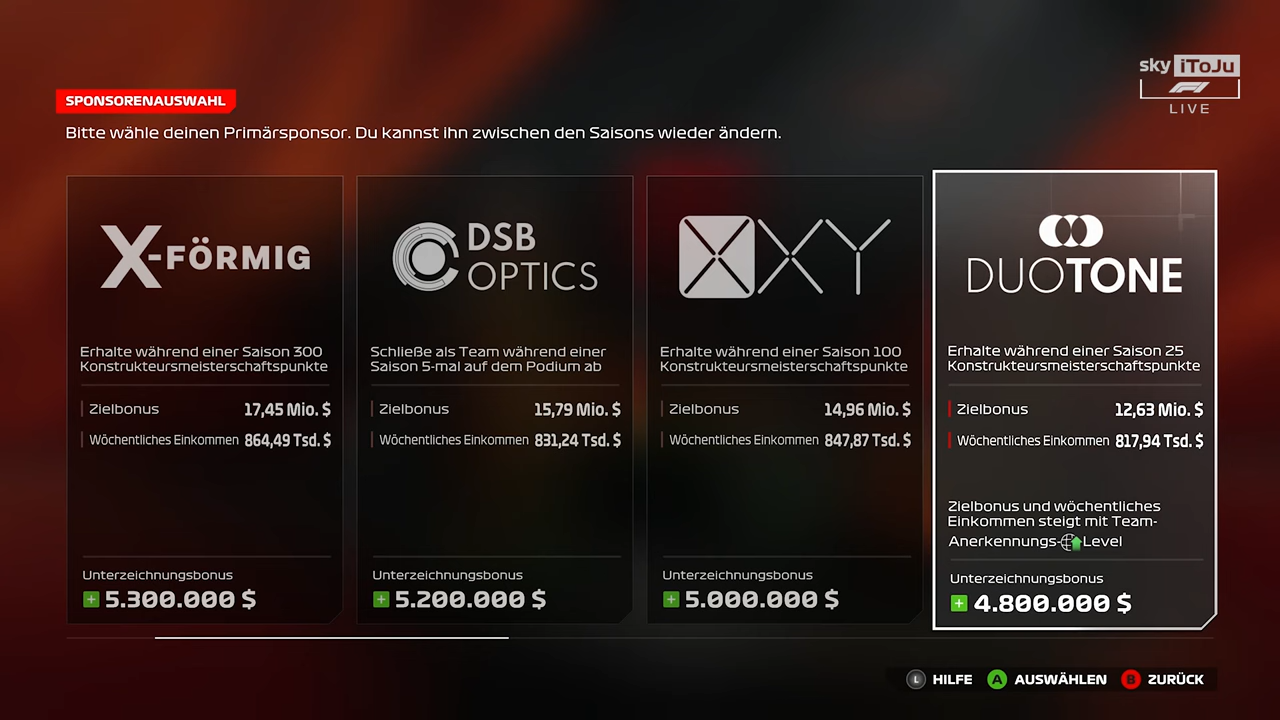 sky iToJu
LIVE
SPONSORENAUSWAHL
Bitte wähle deinen Primärsponsor. Du kannst ihn zwischen den Saisons wieder ändern.
X-FÖRMIG
Erhalte während einer Saison 300
Konstrukteursmeisterschaftspunkte
Zielbonus 17,45 Mio. $
Wöchentliches Einkommen 864,49 Tsd. $
Unterzeichnungsbonus
5.300.000 $
DSB
OPTICS
Schließe als Team während einer
Saison 5-mal auf dem Podium ab
Zielbonus 15,79 Mio. $
Wöchentliches Einkommen 831,24 Tsd. $
Unterzeichnungsbonus
5.200.000 $
XXY
Erhalte während einer Saison 100
Konstrukteursmeisterschaftspunkte
Zielbonus 14,96 Mio. $
Wöchentliches Einkommen 847,87 Tsd. $
Unterzeichnungsbonus
5.000.000 $
DUOTONE
Erhalte während einer Saison 25
Konstrukteursmeisterschaftspunkte
Zielbonus 12,63 Mio. $
Wöchentliches Einkommen 817,94 Tsd. $
Zielbonus und wöchentliches
Einkommen steigt mit Team-
Anerkennungs-Level
Unterzeichnungsbonus
4.800.000 $
L HILFE A AUSWÄHLEN B ZURÜCK